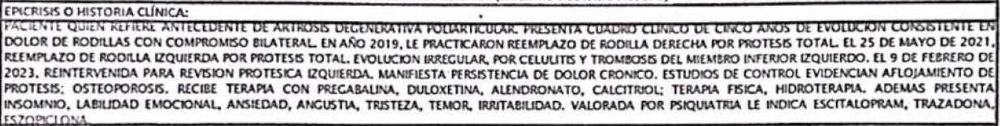 EPICRISIS O HISTORIA CLÍNICA:
PACIENTE QUIEN REFIERE ANTECEDENTE DE ARTROSIS DEGENERATIVA POLIARTICULAR. PRESENTA CUADRO CLINICO DE CINCO AÑOS DE EVOLUCION CONSISTENTE EN
DOLOR DE RODILLAS CON COMPROMISO BILATERAL. EN AÑO 2019, LE PRACTICARON REEMPLAZO DE RODILLA DERECHA POR PROTESIS TOTAL. EL 25 DE MAYO DE 2021,
REEMPLAZO DE RODILLA IZQUIERDA POR PROTESIS TOTAL. EVOLUCION IRREGULAR, POR CELULITIS Y TROMBOSIS DEL MIEMBRO INFERIOR IZQUIERDO. EL 9 DE FEBRERO DE
2023, REINTERVENIDA PARA REVISION PROTESICA IZQUIERDA. MANIFIESTA PERSISTENCIA DE DOLOR CRONICO. ESTUDIOS DE CONTROL EVIDENCIAN AFLOJAMIENTO DE
PROTESIS; OSTEOPOROSIS. RECIBE TERAPIA CON PREGABALINA, DULOXETINA, ALENDRONATO, CALCITRIOL; TERAPIA FISICA, HIDROTERAPIA. ADEMAS PRESENTA
INSOMNIO, LABILIDAD EMOCIONAL, ANSIEDAD, ANGUSTIA, TRISTEZA, TEMOR, IRRITABILIDAD. VALORADA POR PSIQUIATRIA LE INDICA ESCITALOPRAM, TRAZADONA,
ESZOPICLONA.